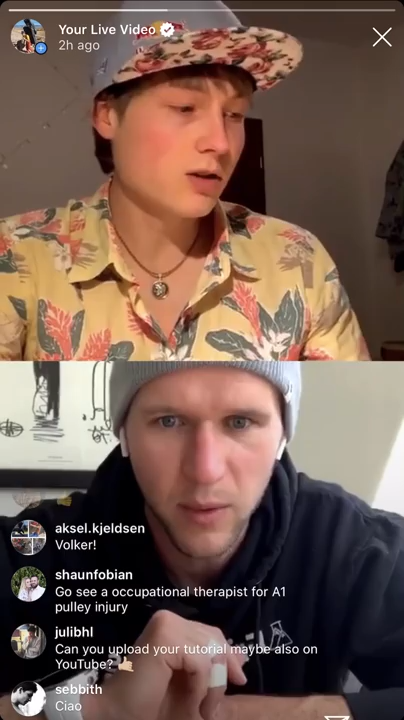 Your Live Video
2h ago
aksel.kjeldsen
Volker!
shaunfobian
Go see a occupational therapist for A1
pulley injury
julibhl
Can you upload your tutorial maybe also on
YouTube? 🤙🏻
sebbith
Ciao